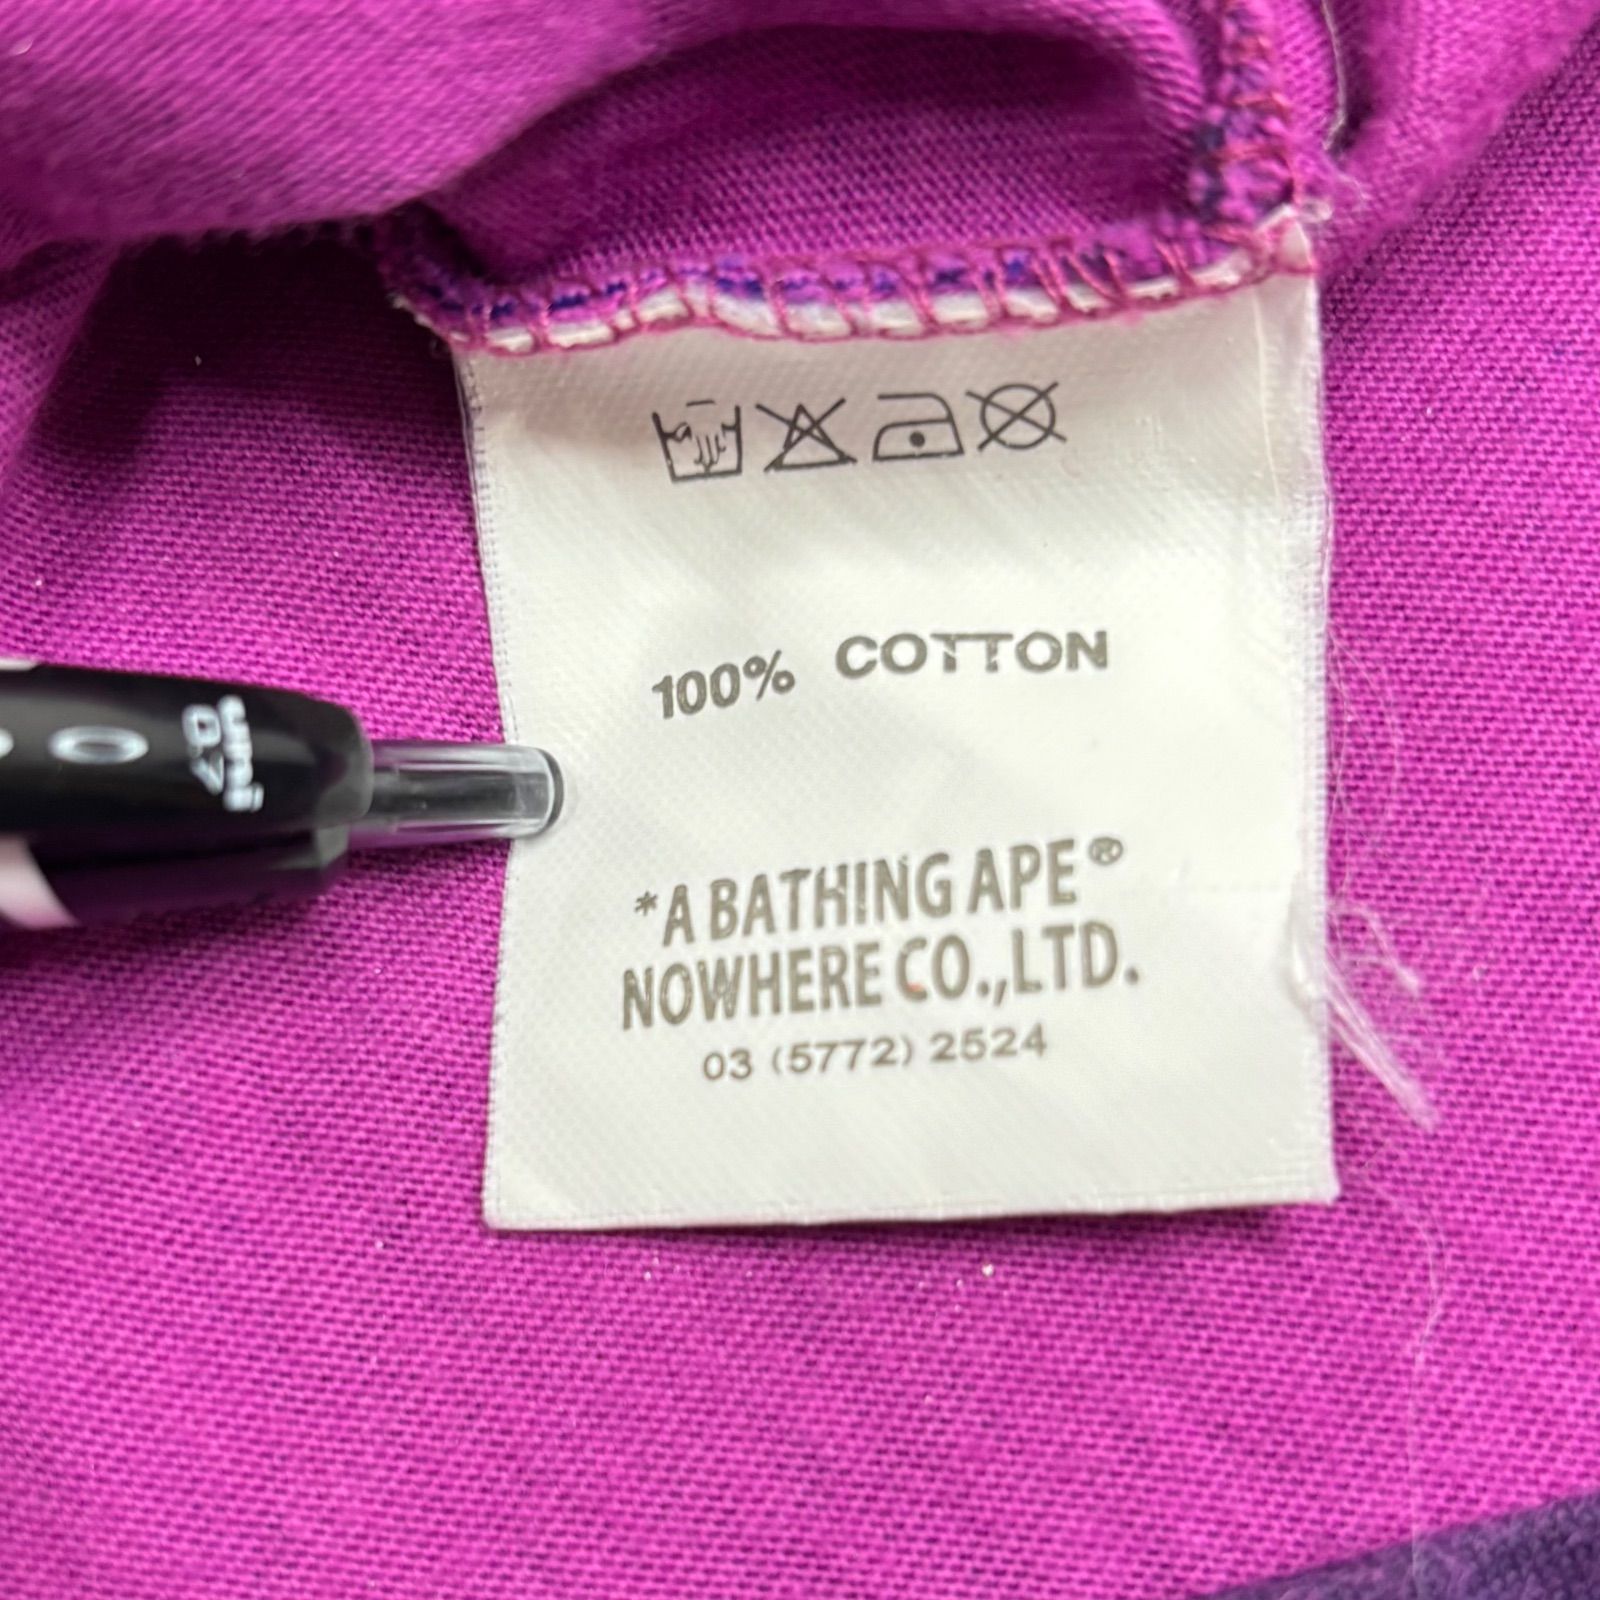 100% COTTON
*A BATHING APE®
NOWHERE CO.,LTD.
03 (5772) 2524
uni
0.7